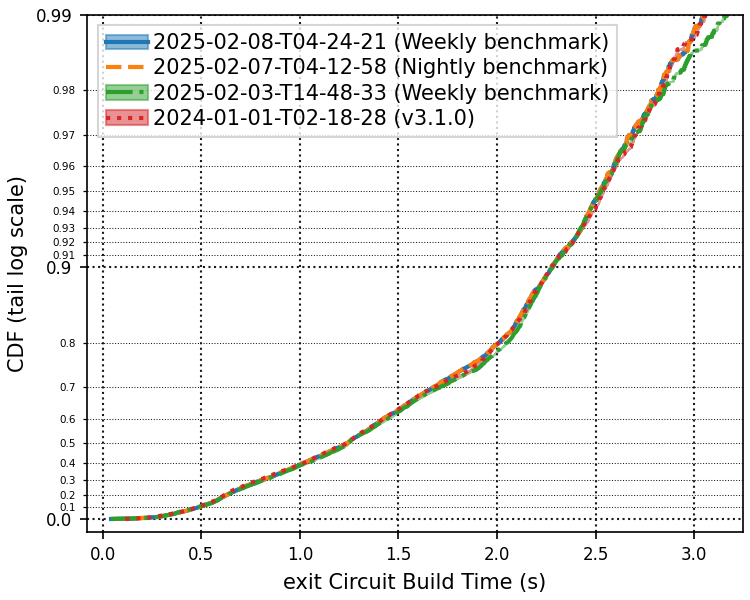 0.99
2025-02-08-T04-24-21 (Weekly benchmark)
2025-02-07-T04-12-58 (Nightly benchmark)
2025-02-03-T14-48-33 (Weekly benchmark)
2024-01-01-T02-18-28 (v3.1.0)
0.98
0.97
0.96
0.95
0.94
0.93
0.92
0.91
0.9
0.8
0.7
0.6
0.5
0.4
0.3
0.2
0.1
0.0
CDF (tail log scale)
0.0 0.5 1.0 1.5 2.0 2.5 3.0
exit Circuit Build Time (s)